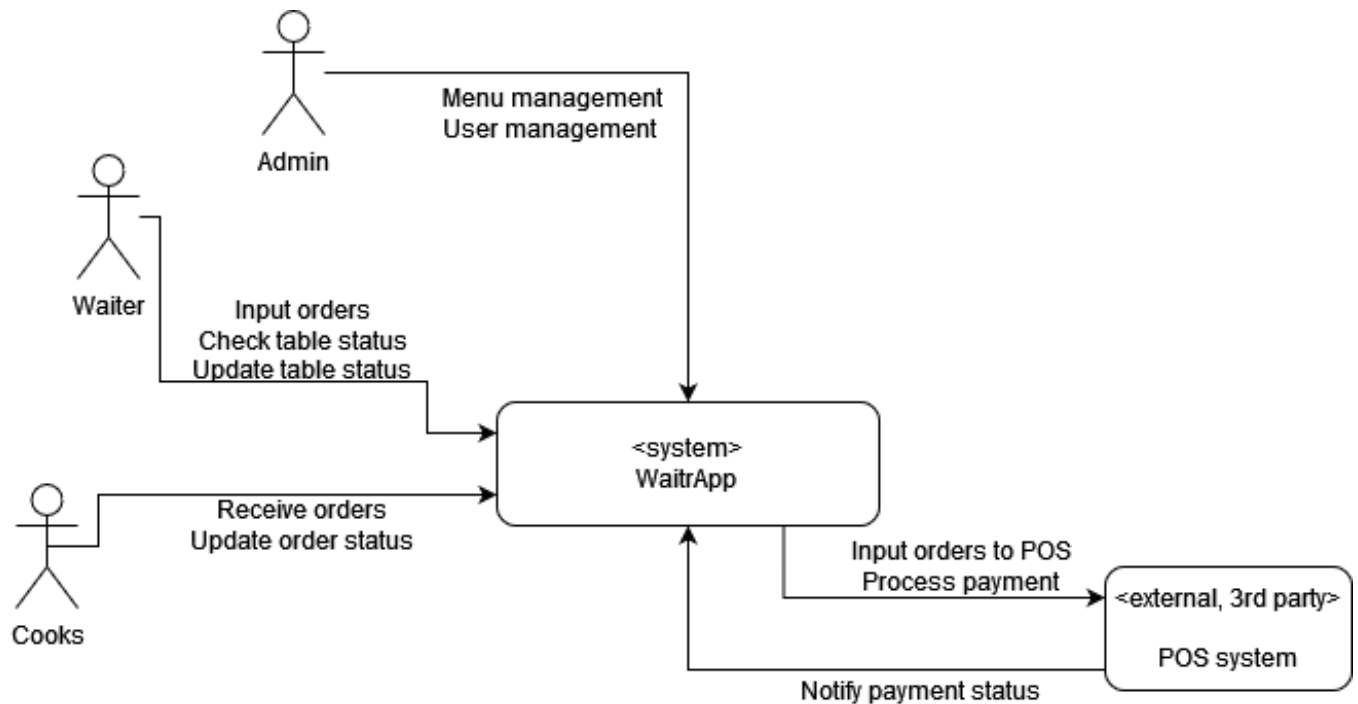 Admin
Menu management
User management
Waiter
Input orders
Check table status
Update table status
<system>
WaitrApp
Cooks
Receive orders
Update order status
Input orders to POS
Process payment
<external, 3rd party>
POS system
Notify payment status